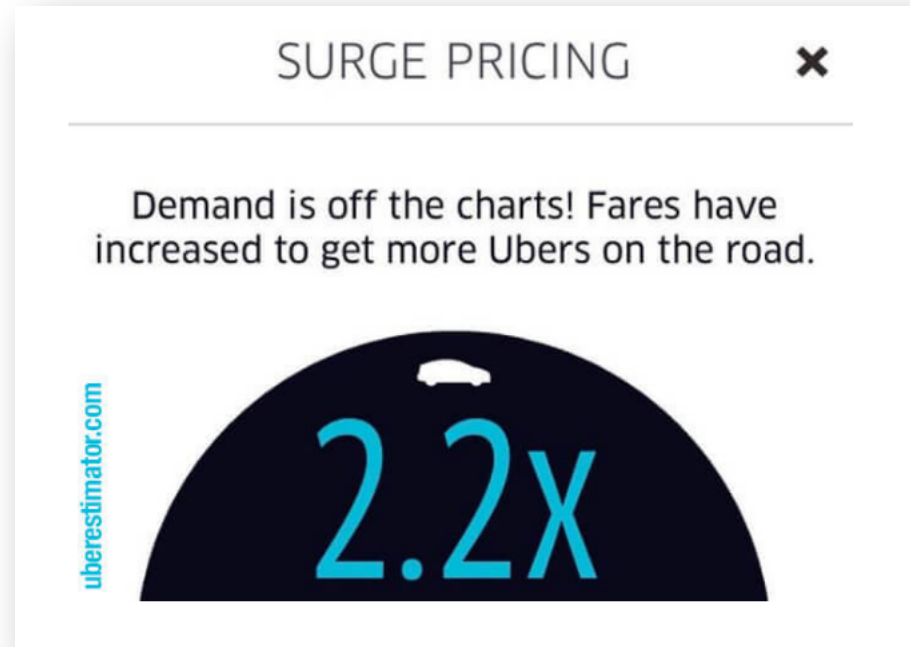 SURGE PRICING
Demand is off the charts! Fares have
increased to get more Ubers on the road.
uberestimator.com
2.2x